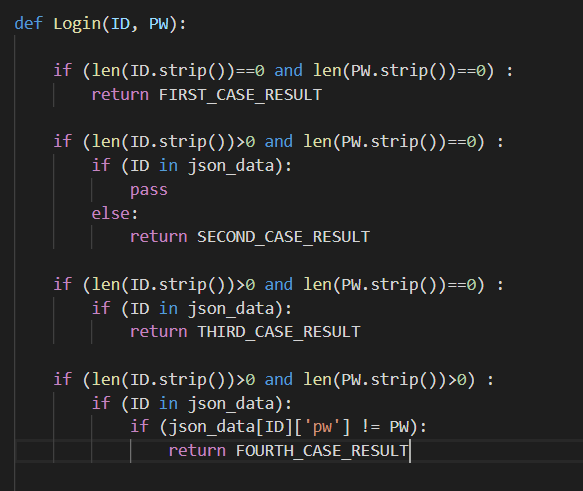 def Login(ID, PW):
if (len(ID.strip())==0 and len(PW.strip())==0) :
return FIRST_CASE_RESULT
if (len(ID.strip())>0 and len(PW.strip())==0) :
if (ID in json_data):
pass
else:
return SECOND_CASE_RESULT
if (len(ID.strip())>0 and len(PW.strip())==0) :
if (ID in json_data):
return THIRD_CASE_RESULT
if (len(ID.strip())>0 and len(PW.strip())>0) :
if (ID in json_data):
if (json_data[ID]['pw'] != PW):
return FOURTH_CASE_RESULT